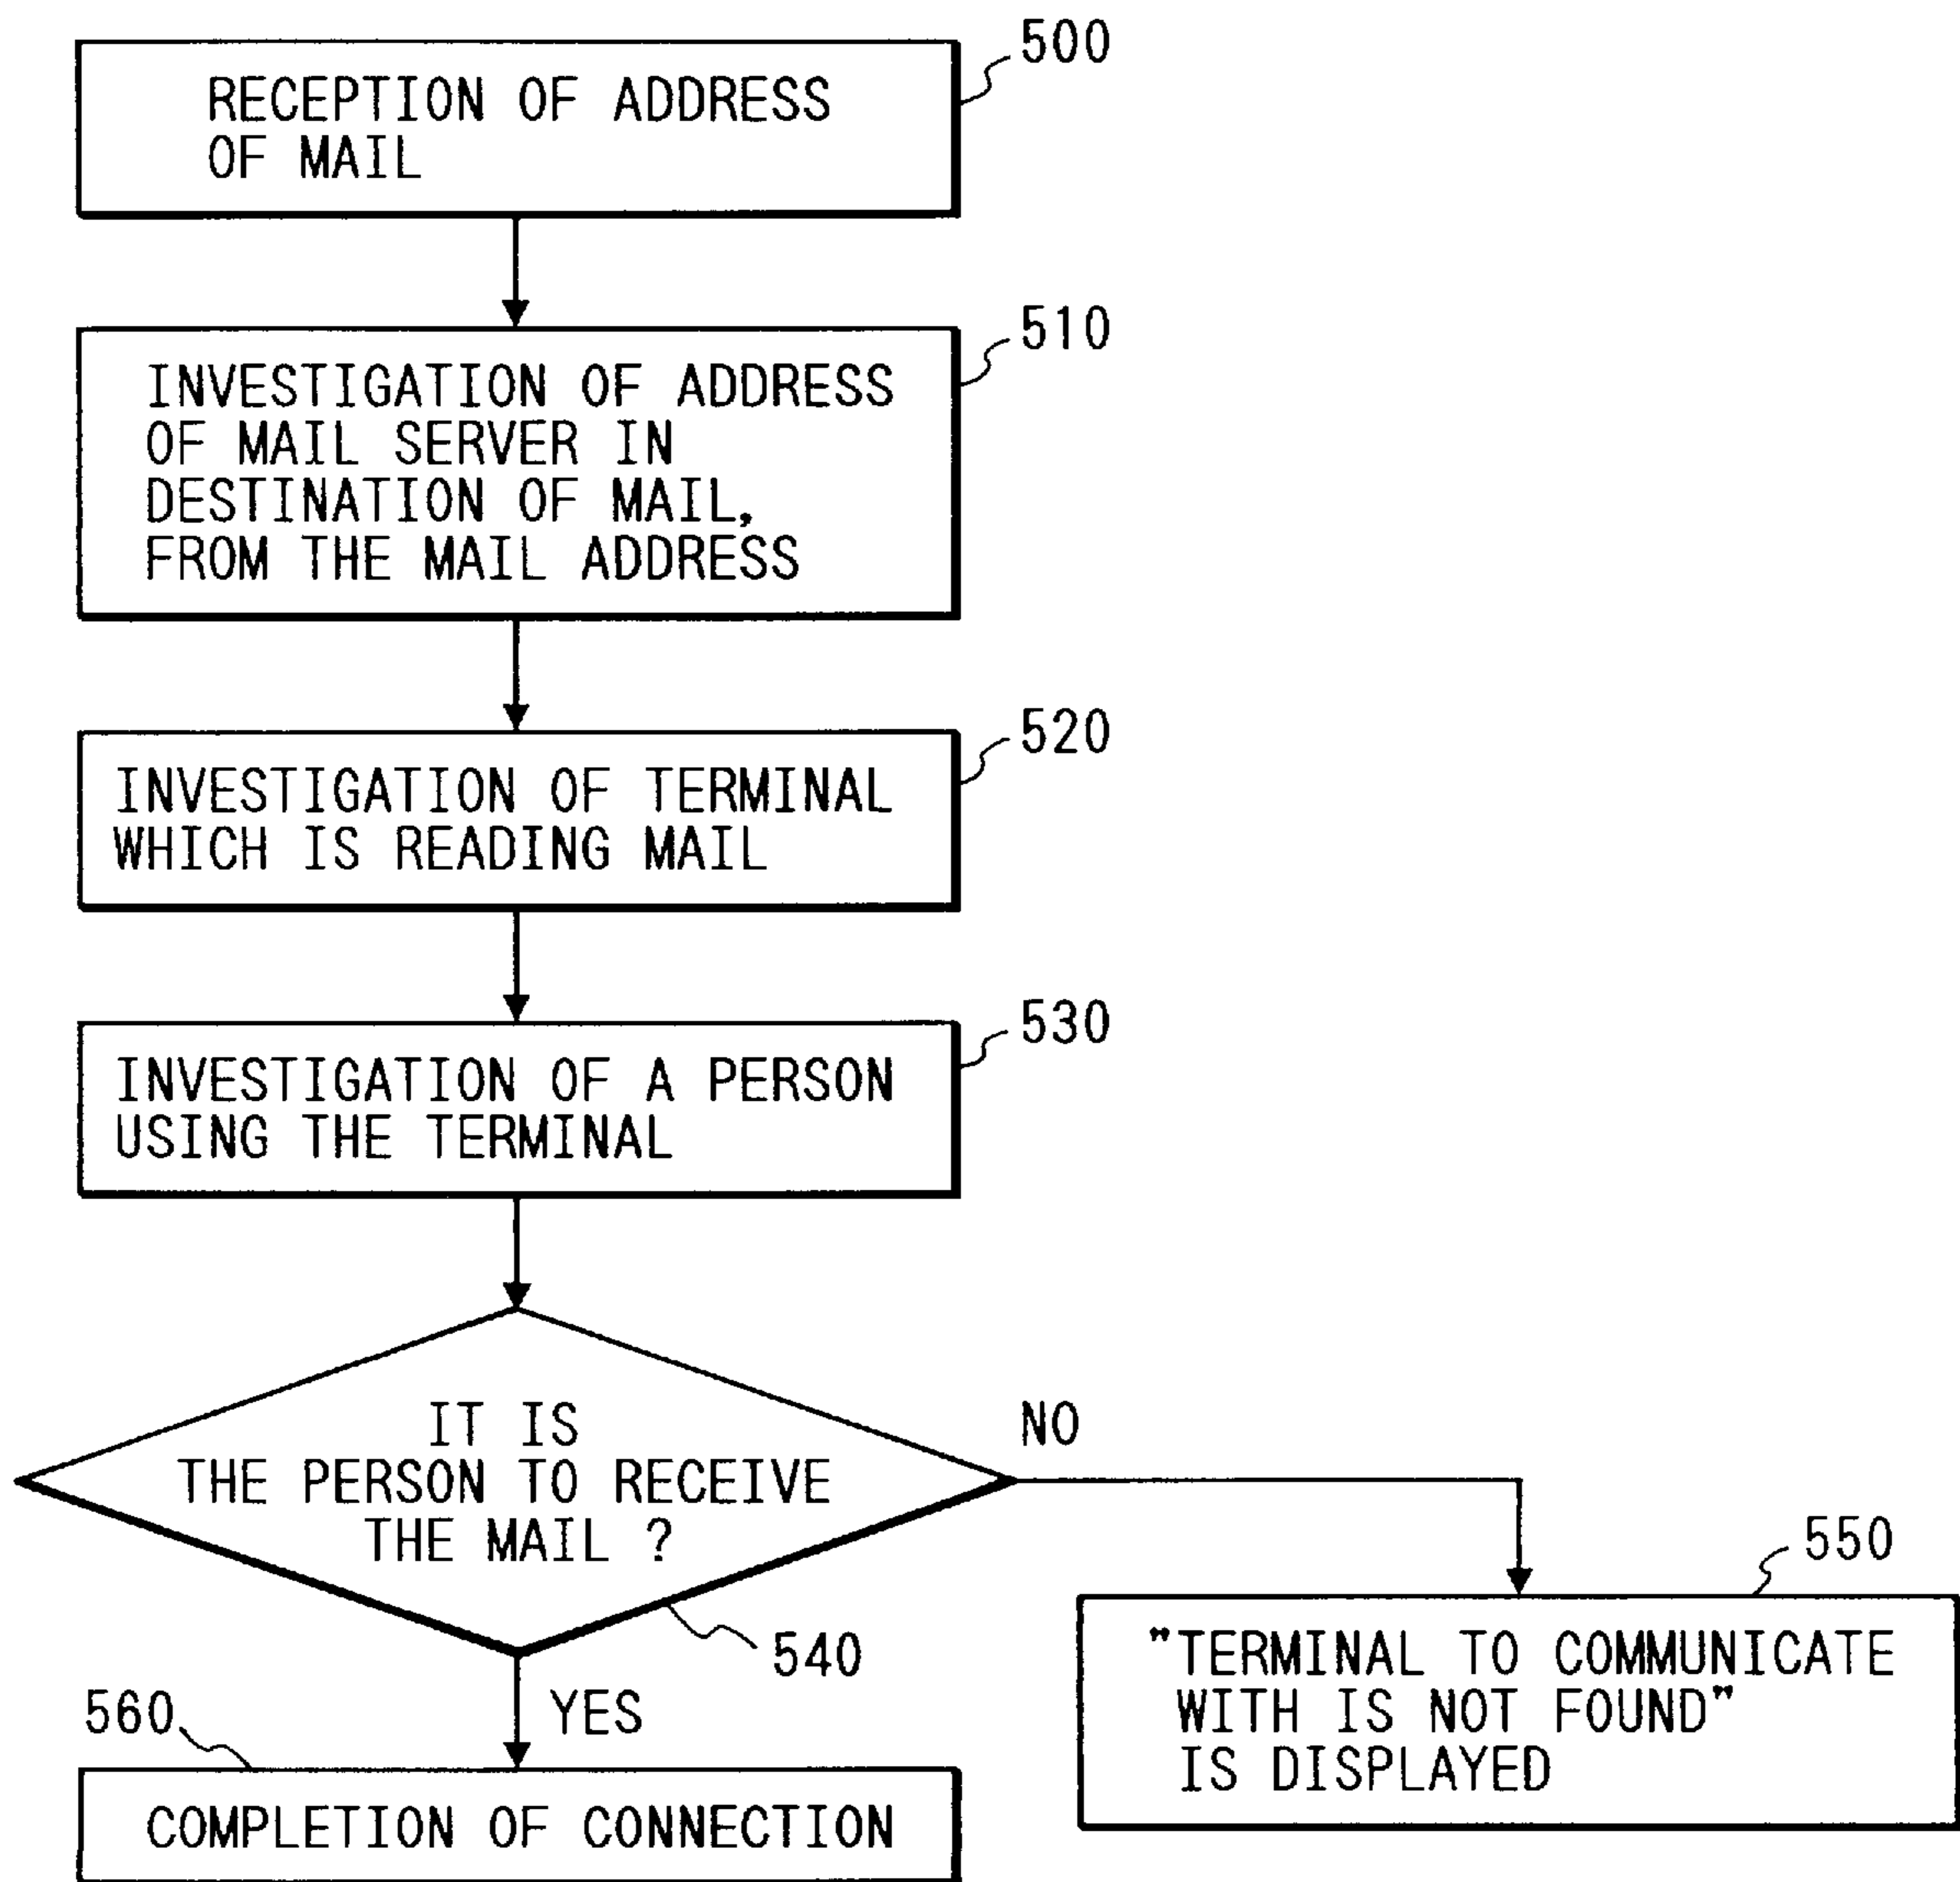 500
RECEPTION OF ADDRESS
OF MAIL
510
INVESTIGATION OF ADDRESS
OF MAIL SERVER IN
DESTINATION OF MAIL,
FROM THE MAIL ADDRESS
520
INVESTIGATION OF TERMINAL
WHICH IS READING MAIL
530
INVESTIGATION OF A PERSON
USING THE TERMINAL
IT IS
THE PERSON TO RECEIVE
THE MAIL ?
NO
540
550
"TERMINAL TO COMMUNICATE
WITH IS NOT FOUND"
IS DISPLAYED
YES
560
COMPLETION OF CONNECTION